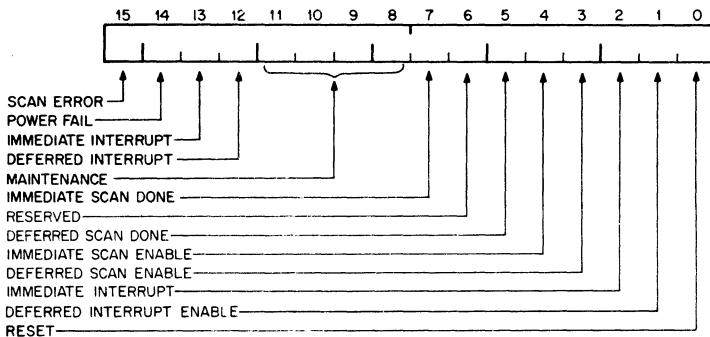 15 14 13 12 11 10 9 8 7 6 5 4 3 2 1 0
SCAN ERROR
POWER FAIL
IMMEDIATE INTERRUPT
DEFERRED INTERRUPT
MAINTENANCE
IMMEDIATE SCAN DONE
RESERVED
DEFERRED SCAN DONE
IMMEDIATE SCAN ENABLE
DEFERRED SCAN ENABLE
IMMEDIATE INTERRUPT
DEFERRED INTERRUPT ENABLE
RESET